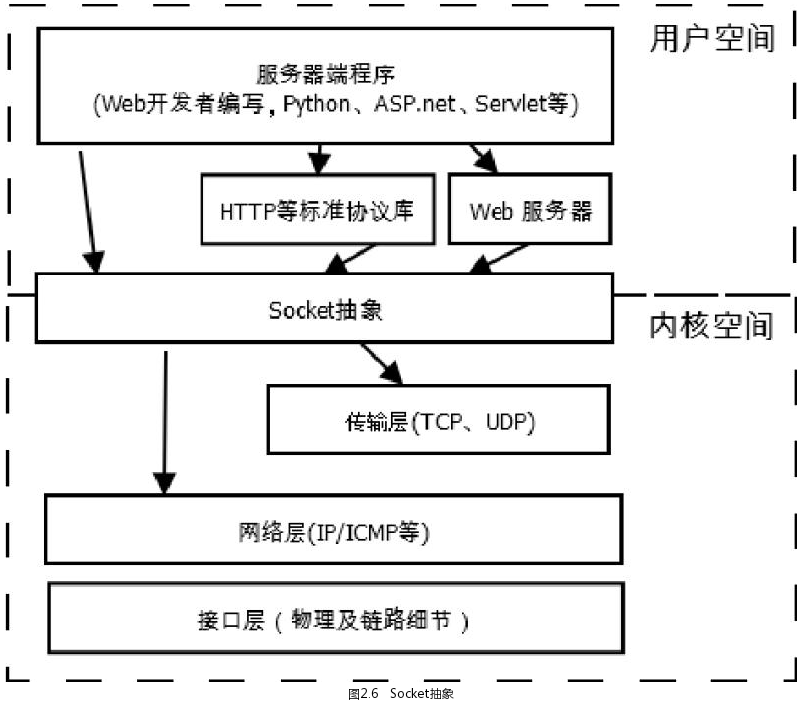 用户空间
服务器端程序
(Web开发者编写，Python、ASP.net、Servlet等)
HTTP等标准协议库
Web 服务器
Socket抽象
内核空间
传输层(TCP、UDP)
网络层(IP/ICMP等)
接口层（物理及链路细节）
图2.6 Socket抽象